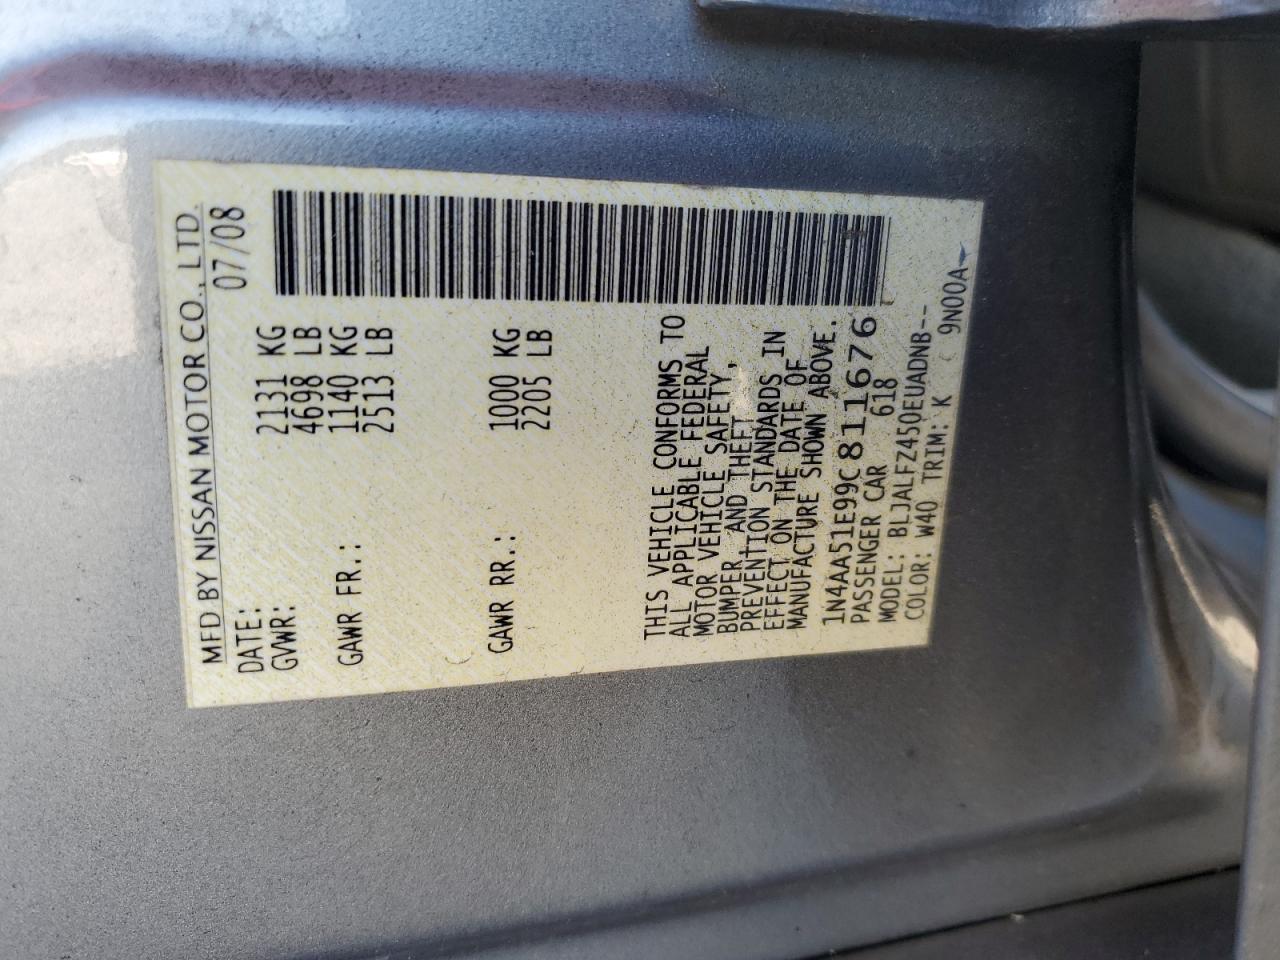 MFD BY NISSAN MOTOR CO., LTD.
DATE: 07/08
GVWR: 2131 KG
4698 LB
GAWR FR.: 1140 KG
2513 LB
GAWR RR.: 1000 KG
2205 LB
THIS VEHICLE CONFORMS TO
ALL APPLICABLE FEDERAL
MOTOR VEHICLE SAFETY,
BUMPER, AND THEFT
PREVENTION STANDARDS IN
EFFECT ON THE DATE OF
MANUFACTURE SHOWN ABOVE.
1N4AA51E99C811676
PASSENGER CAR 618
MODEL: BLJALFZ450EUADNB--
COLOR: W40 TRIM: K 9N00A